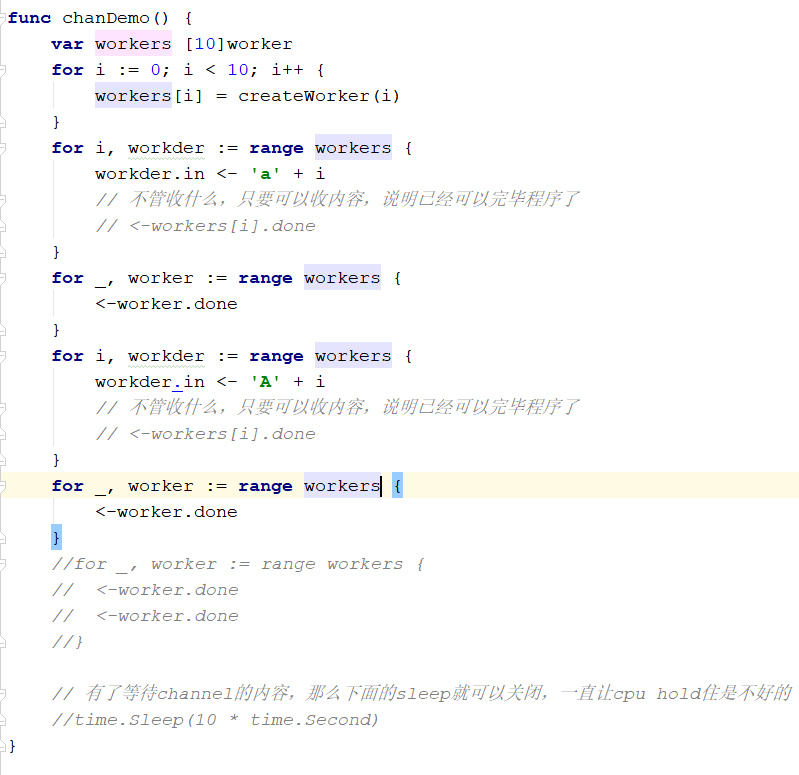 func chanDemo() {
    var workers [10]worker
    for i := 0; i < 10; i++ {
        workers[i] = createWorker(i)
    }
    for i, workder := range workers {
        workder.in <- 'a' + i
        // 不管收什么，只要可以收内容，说明已经可以完毕程序了
        // <-workers[i].done
    }
    for _, worker := range workers {
        <-worker.done
    }
    for i, workder := range workers {
        workder.in <- 'A' + i
        // 不管收什么，只要可以收内容，说明已经可以完毕程序了
        // <-workers[i].done
    }
    for _, worker := range workers {
        <-worker.done
    }
    //for _, worker := range workers {
    //  <-worker.done
    //  <-worker.done
    //}

    // 有了等待channel的内容，那么下面的sleep就可以关闭，一直让cpu hold住是不好的
    //time.Sleep(10 * time.Second)
}